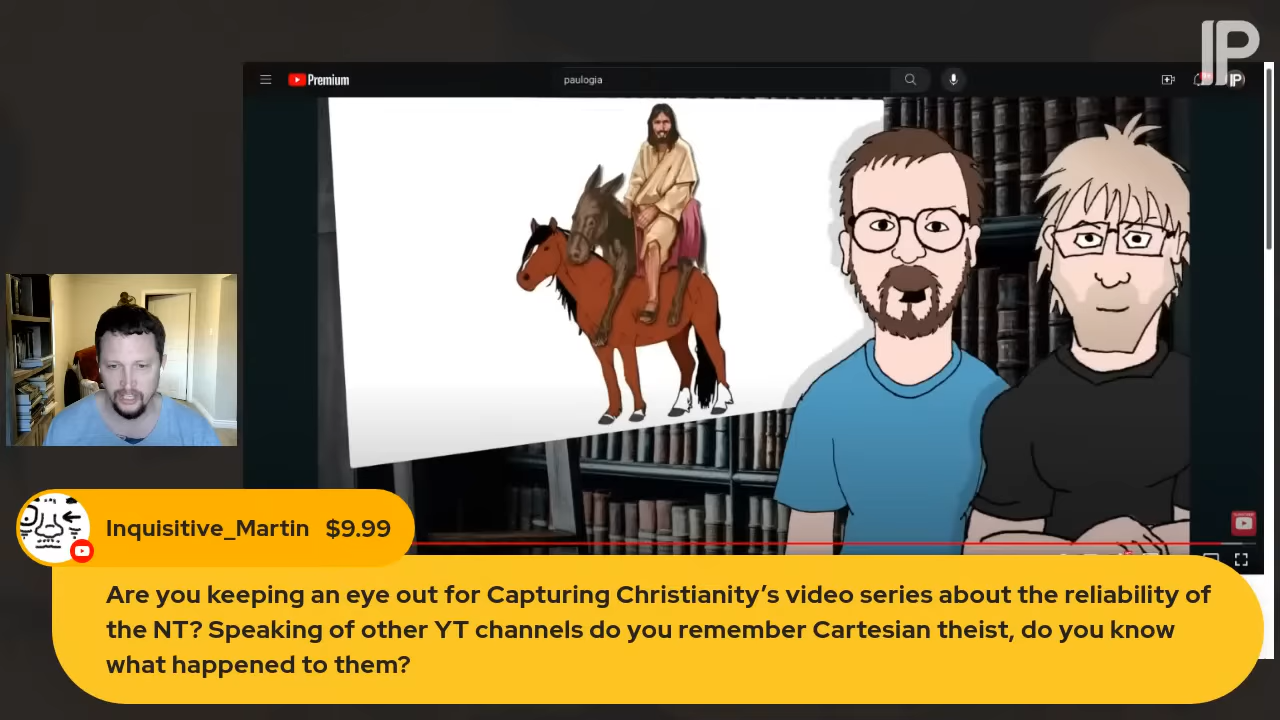 IP
Premium
paulogia
IP
Inquisitive_Martin $9.99
Are you keeping an eye out for Capturing Christianity’s video series about the reliability of
the NT? Speaking of other YT channels do you remember Cartesian theist, do you know
what happened to them?